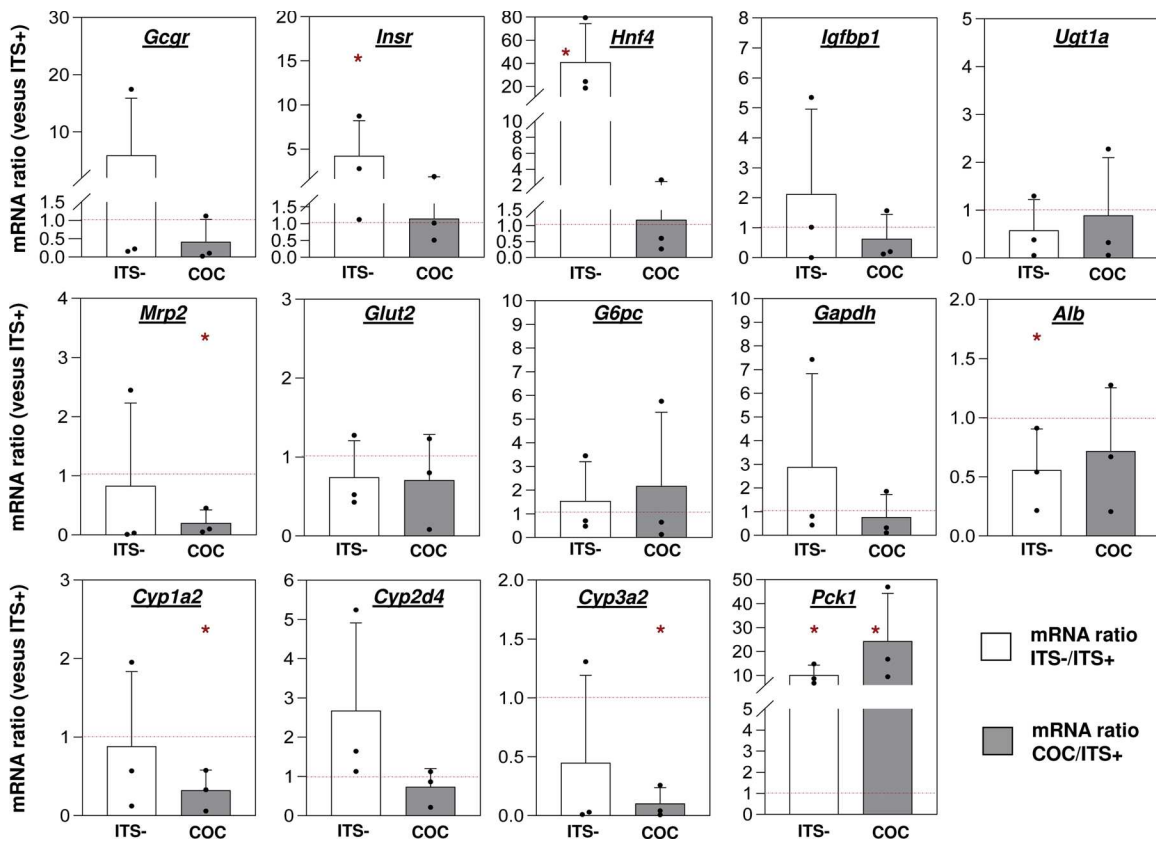 mRNA ratio (vesus ITS+)
Gcgr
30
20
10
1.5
1.0
0.5
0.0
ITS-
COC
Insr
*
20
15
10
5
1.5
1.0
0.5
0.0
ITS-
COC
Hnf4
*
80
60
40
20
10
8
6
4
2
1.5
1.0
0.5
0.0
ITS-
COC
Igfbp1
8
7
6
5
4
3
2
1
0
ITS-
COC
Ugt1a
5
4
3
2
1
0
ITS-
COC
mRNA ratio (vesus ITS+)
Mrp2
*
4
3
2
1
0
ITS-
COC
Glut2
3
2
1
0
ITS-
COC
G6pc
10
9
8
7
6
5
4
3
2
1
0
ITS-
COC
Gapdh
10
9
8
7
6
5
4
3
2
1
0
ITS-
COC
Alb
*
2.0
1.5
1.0
0.5
0.0
ITS-
COC
mRNA ratio (vesus ITS+)
Cyp1a2
*
3
2
1
0
ITS-
COC
Cyp2d4
6
5
4
3
2
1
0
ITS-
COC
Cyp3a2
*
2.0
1.5
1.0
0.5
0.0
ITS-
COC
Pck1
* *
50
40
30
20
10
5
4
3
2
1
0
ITS-
COC
mRNA ratio
ITS-/ITS+
mRNA ratio
COC/ITS+